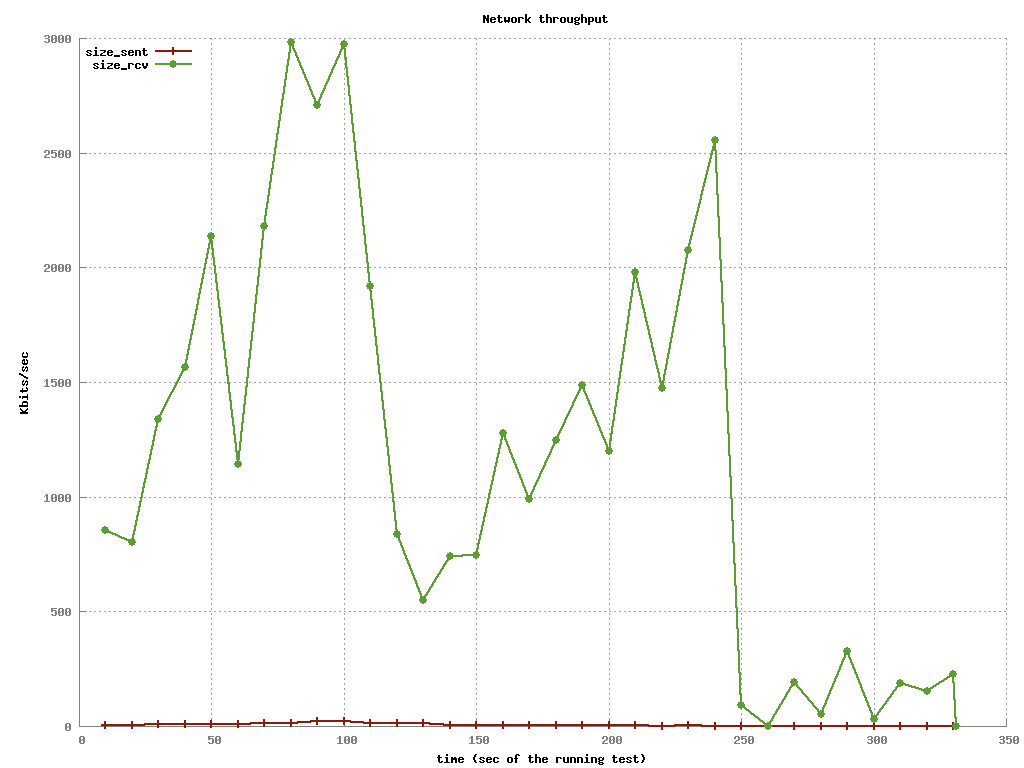 Network throughput
size_sent
size_rcv
3000
2500
2000
1500
1000
500
0
Kbits/sec
0 50 100 150 200 250 300 350
time (sec of the running test)